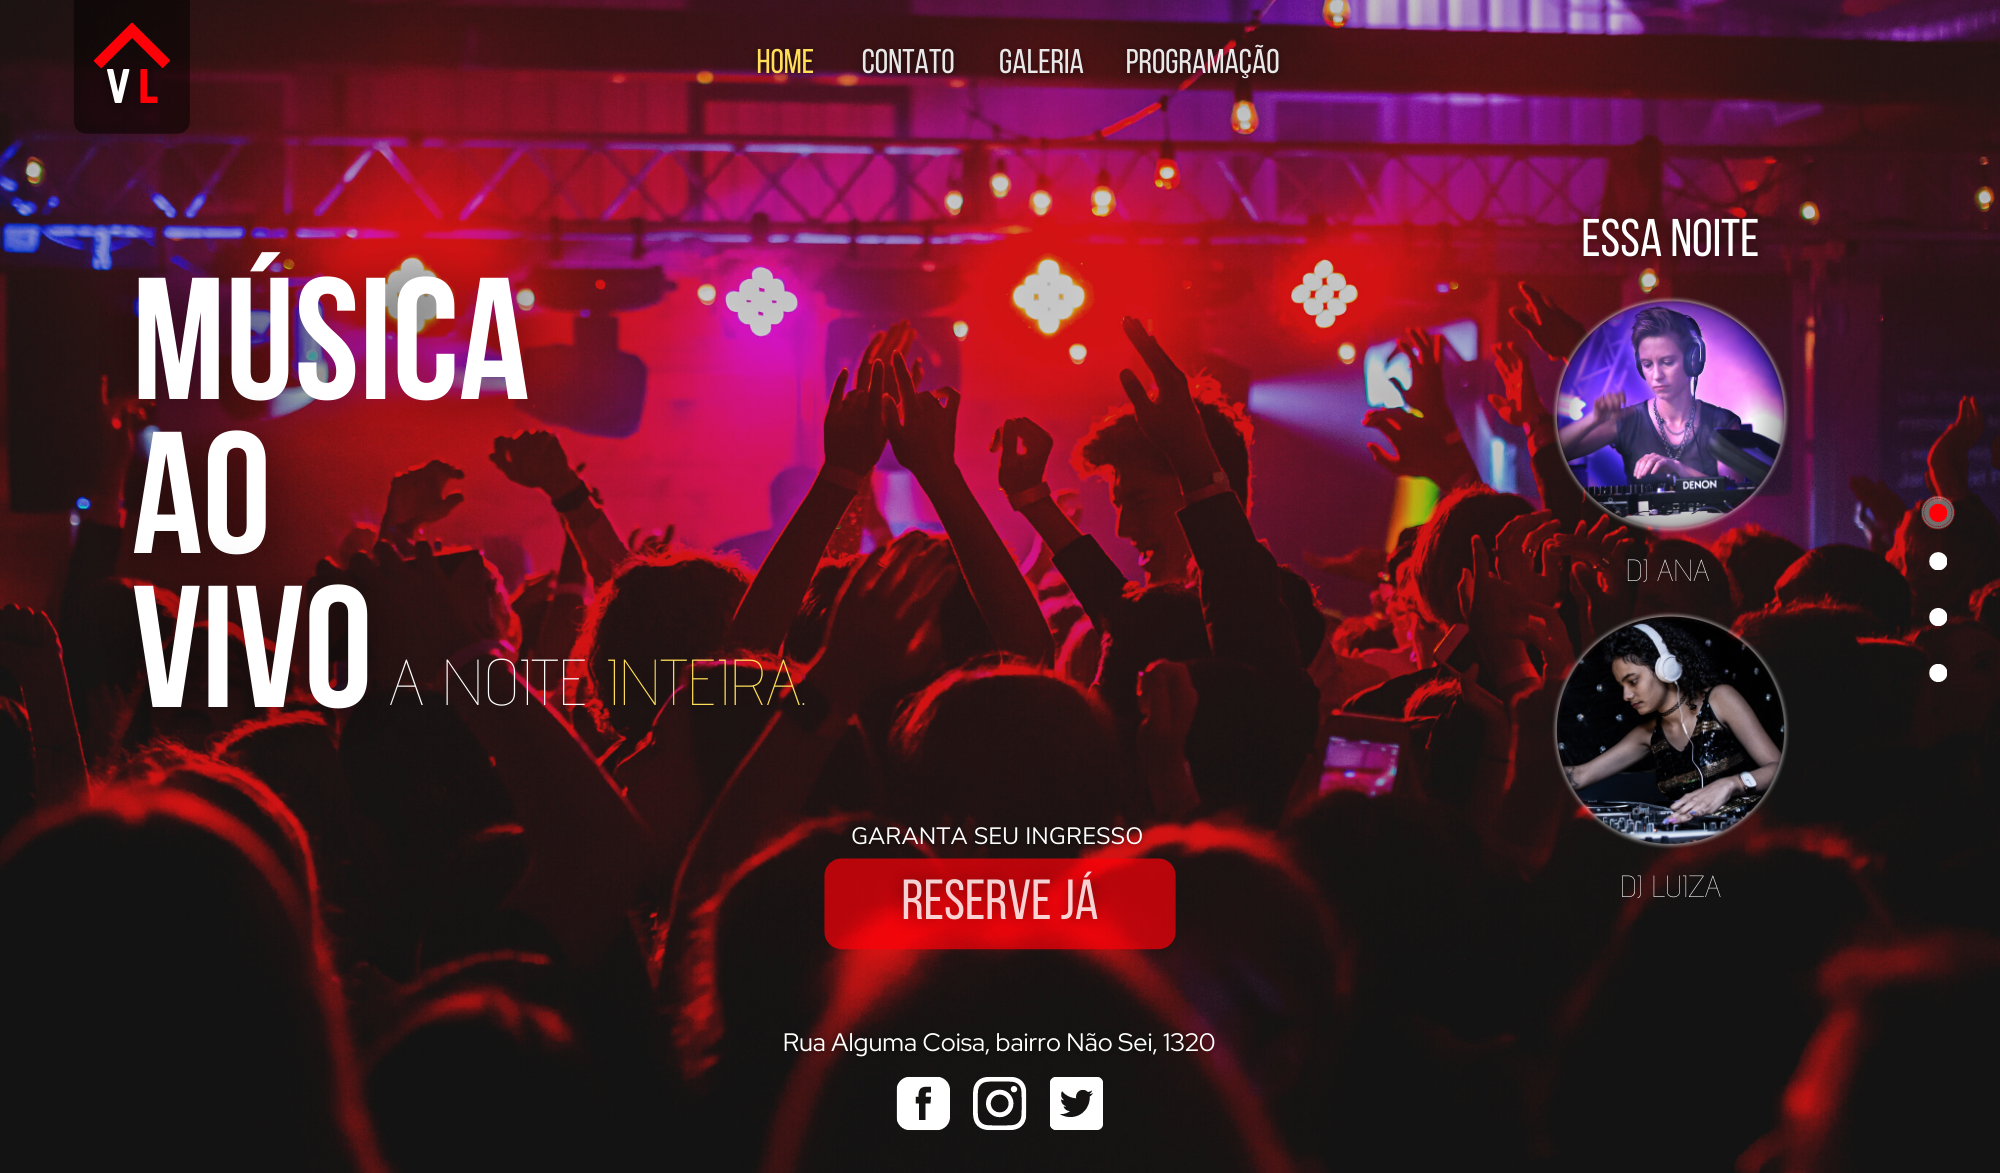 VL
HOME CONTATO GALERIA PROGRAMAÇÃO
MÚSICA
AO
VIVO A NOITE INTEIRA.
ESSA NOITE
DENON
DJ ANA
DJ LUIZA
GARANTA SEU INGRESSO
RESERVE JÁ
Rua Alguma Coisa, bairro Não Sei, 1320